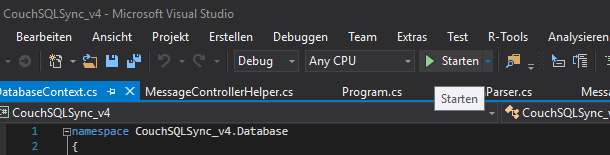 CouchSQLSync_v4 - Microsoft Visual Studio
Bearbeiten Ansicht Projekt Erstellen Debuggen Team Extras Test R-Tools Analysieren
Debug Any CPU Starten
DatabaseContext.cs MessageControllerHelper.cs Program.cs Parser.cs Mess
Starten
CouchSQLSync_v4 CouchSQLSync_v
1 namespace CouchSQLSync_v4.Database
2 {